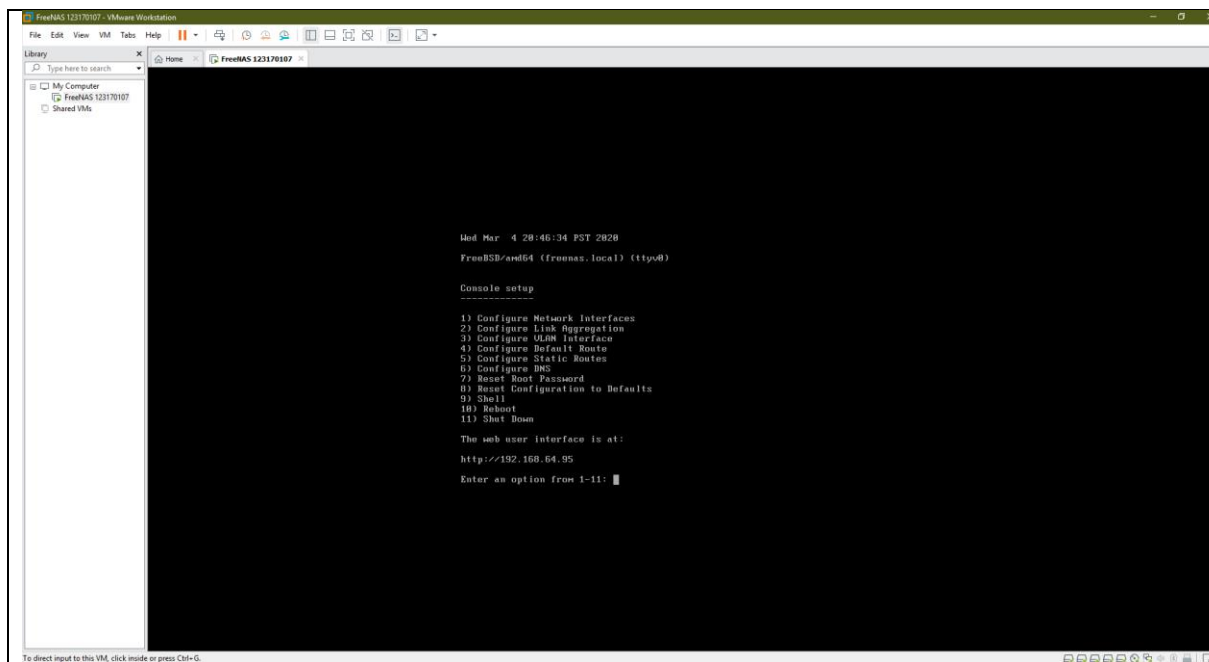 FreeNAS 123170107 - VMware Workstation
File Edit View VM Tabs Help
Library
Home
FreeNAS 123170107
Type here to search
My Computer
FreeNAS 123170107
Shared VMs
Wed Mar 4 20:46:34 PST 2020
FreeBSD/amd64 (freenas.local) (ttyv0)
Console setup
-------------
1) Configure Network Interfaces
2) Configure Link Aggregation
3) Configure VLAN Interface
4) Configure Default Route
5) Configure Static Routes
6) Configure DNS
7) Reset Root Password
8) Reset Configuration to Defaults
9) Shell
10) Reboot
11) Shut Down
The web user interface is at:
http://192.168.64.95
Enter an option from 1-11:
To direct input to this VM, click inside or press Ctrl+G.